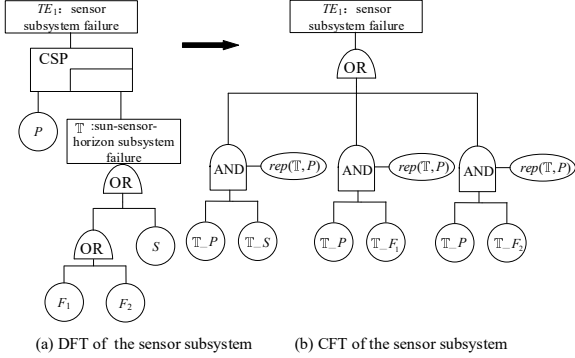 TE₁: sensor
subsystem failure
CSP
P
𝕋 :sun-sensor-
horizon subsystem
failure
OR
OR
S
F₁
F₂
(a) DFT of the sensor subsystem
TE₁: sensor
subsystem failure
OR
AND
rep(𝕋, P)
AND
rep(𝕋, P)
AND
rep(𝕋, P)
𝕋_P
𝕋_S
𝕋_P
𝕋_F₁
𝕋_P
𝕋_F₂
(b) CFT of the sensor subsystem